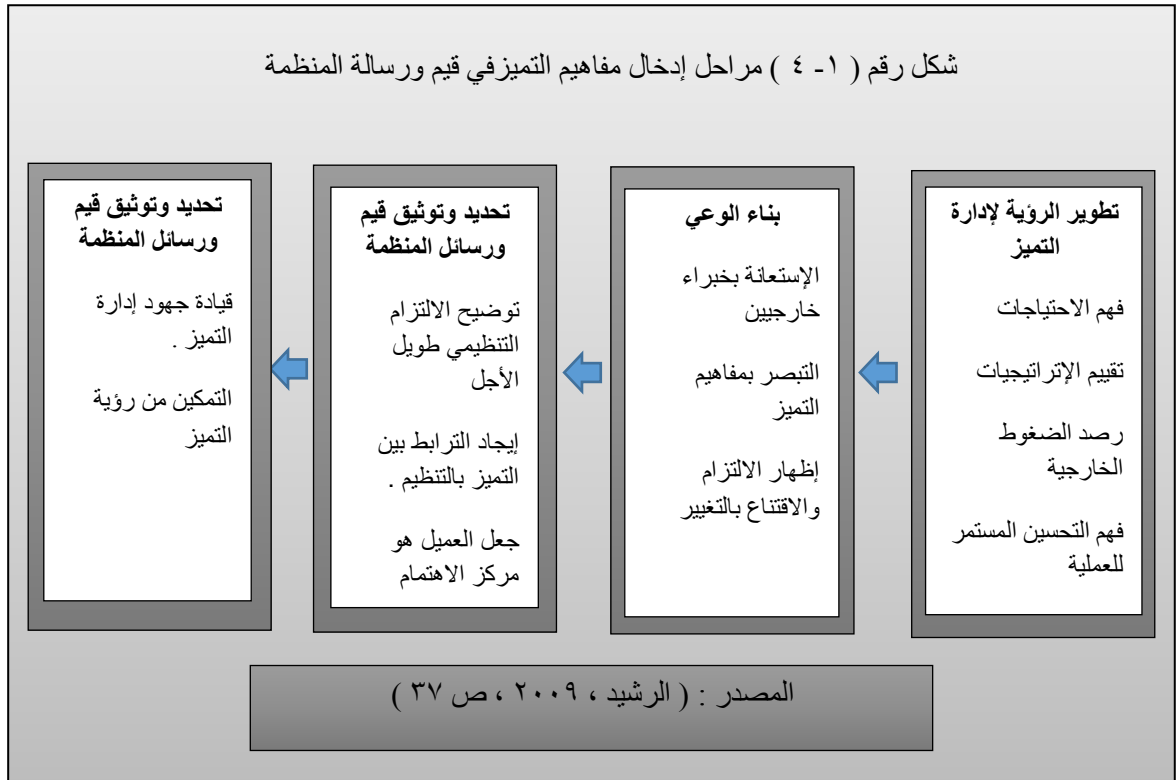 شكل رقم ( ١- ٤ ) مراحل إدخال مفاهيم التميزفي قيم ورسالة المنظمة
تطوير الرؤية لإدارة
التميز
فهم الاحتياجات
تقييم الإتراتيجيات
رصد الضغوط
الخارجية
فهم التحسين المستمر
للعملية
بناء الوعي
الإستعانة بخبراء
خارجيين
التبصر بمفاهيم
التميز
إظهار الالتزام
والاقتناع بالتغيير
تحديد وتوثيق قيم
ورسائل المنظمة
توضيح الالتزام
التنظيمي طويل
الأجل
إيجاد الترابط بين
التميز بالتنظيم .
جعل العميل هو
مركز الاهتمام
تحديد وتوثيق قيم
ورسائل المنظمة
قيادة جهود إدارة
التميز .
التمكين من رؤية
التميز
المصدر : ( الرشيد ، ٢٠٠٩ ، ص ٣٧ )